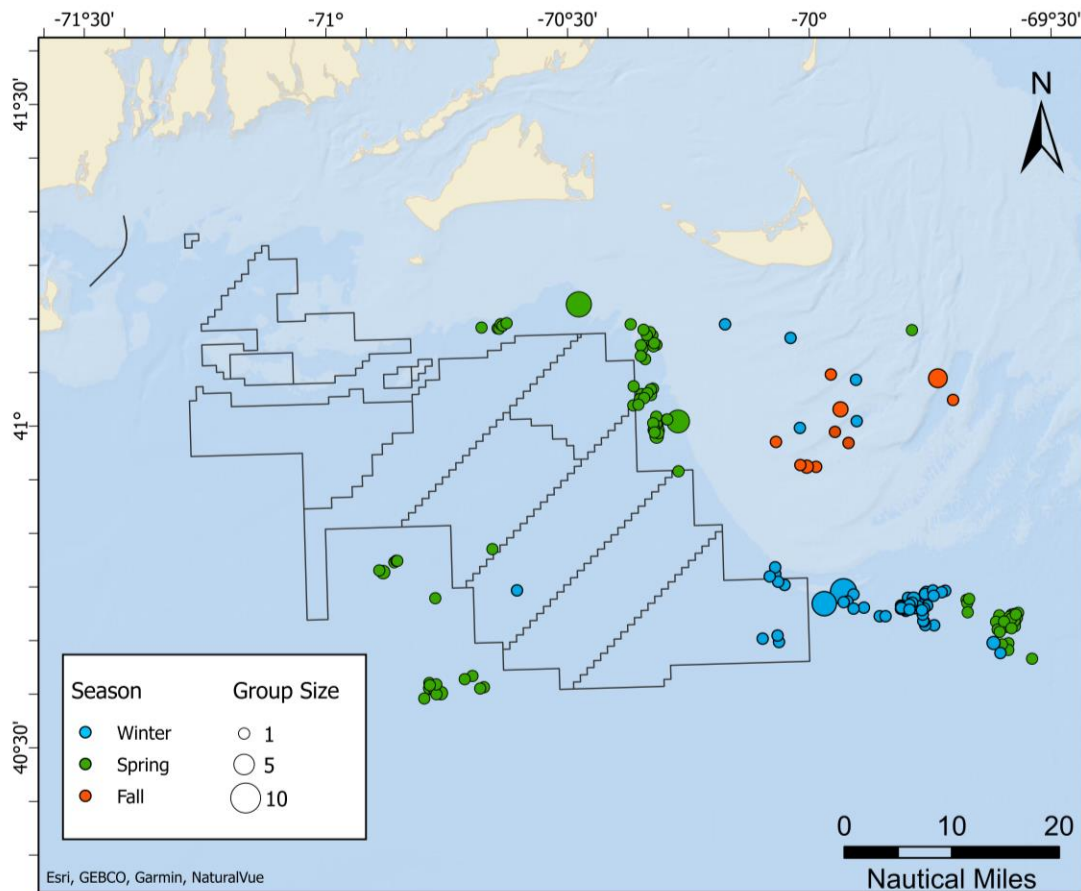 -71°30' -71° -70°30' -70° -69°30'
41°30'
41°
40°30'
N
Season Group Size
Winter 1
Spring 5
Fall 10
0 10 20
Nautical Miles
Esri, GEBCO, Garmin, NaturalVue